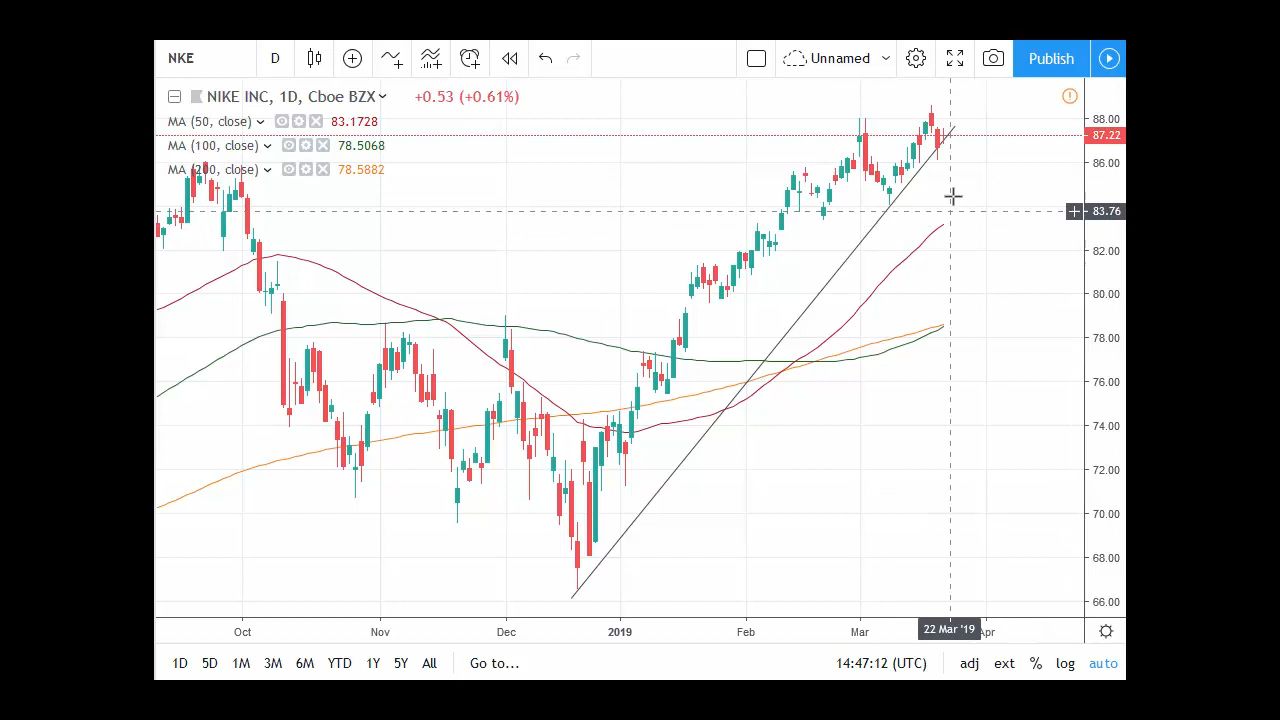 NKE D Unnamed Publish
NIKE INC, 1D, Cboe BZX +0.53 (+0.61%)
MA (50, close) 83.1728
MA (100, close) 78.5068
MA (200, close) 78.5882
88.00
87.22
86.00
83.76
82.00
80.00
78.00
76.00
74.00
72.00
70.00
68.00
66.00
Oct Nov Dec 2019 Feb Mar 22 Mar '19 Apr
1D 5D 1M 3M 6M YTD 1Y 5Y All Go to... 14:47:12 (UTC) adj ext % log auto